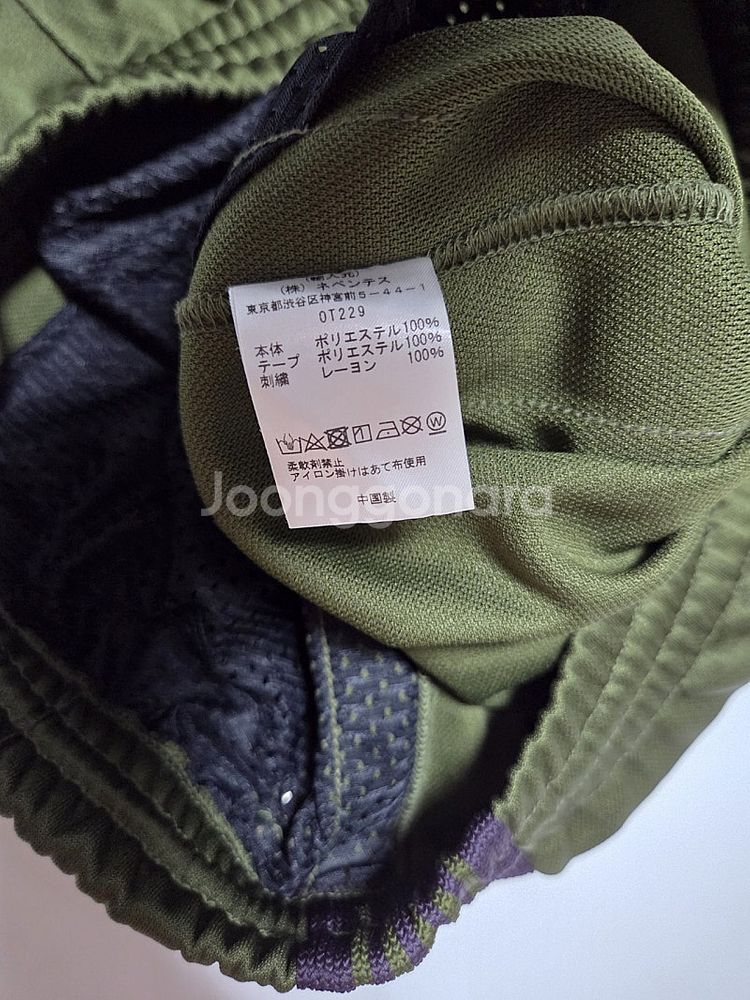 (輸入元)
(株) ネペンテス
東京都渋谷区神宮前5-44-1
OT229
本体 ポリエステル100%
テープ ポリエステル100%
刺繍 レーヨン 100%
W
柔軟剤禁止
アイロン掛けはあて布使用
中国製
Joonggonara